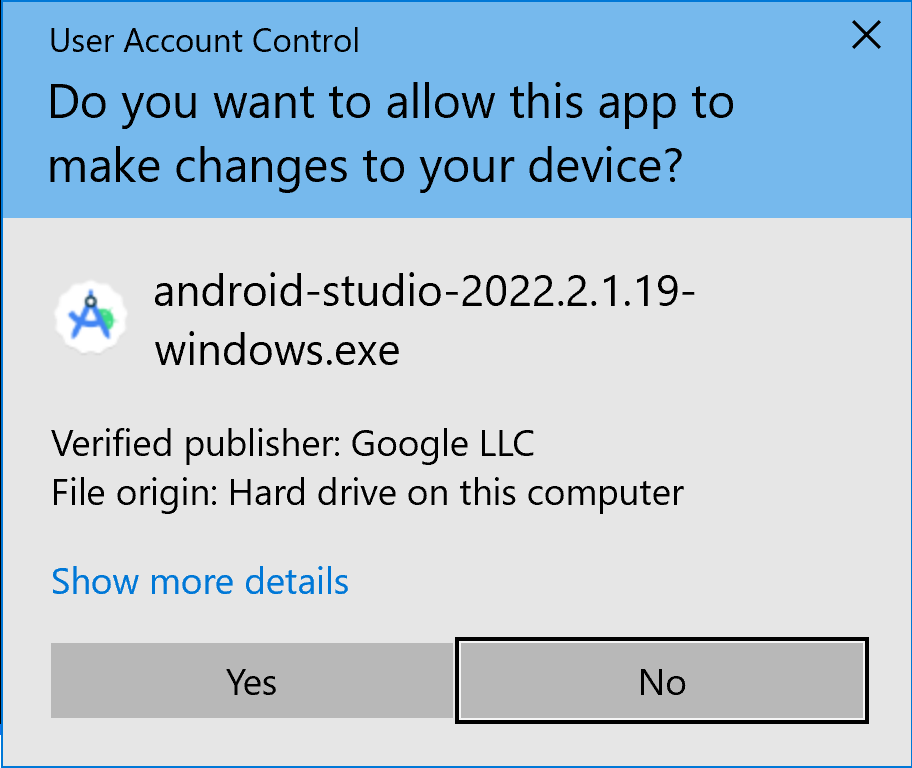 User Account Control
Do you want to allow this app to
make changes to your device?
android-studio-2022.2.1.19-
windows.exe
Verified publisher: Google LLC
File origin: Hard drive on this computer
Show more details
Yes
No